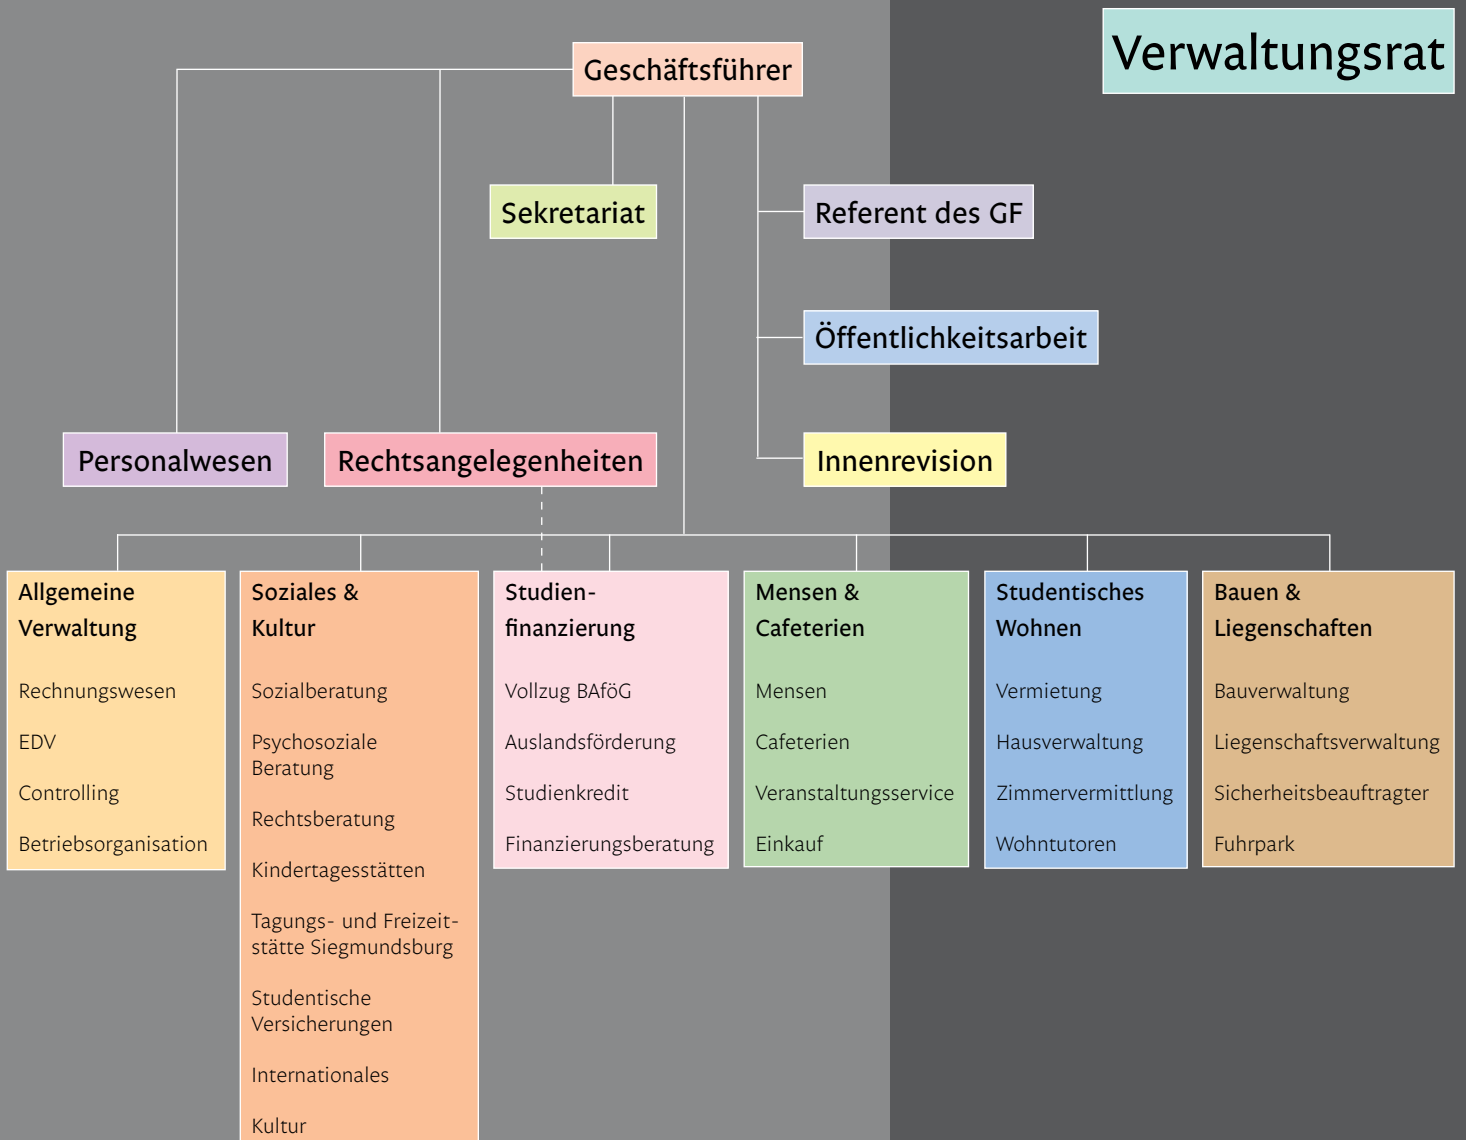 Verwaltungsrat
Geschäftsführer
Sekretariat
Referent des GF
Öffentlichkeitsarbeit
Personalwesen
Rechtsangelegenheiten
Innenrevision
Allgemeine
Verwaltung
Rechnungswesen
EDV
Controlling
Betriebsorganisation
Soziales &
Kultur
Sozialberatung
Psychosoziale
Beratung
Rechtsberatung
Kindertagesstätten
Tagungs- und Freizeit-
stätte Siegmundsburg
Studentische
Versicherungen
Internationales
Kultur
Studien-
finanzierung
Vollzug BAföG
Auslandsförderung
Studienkredit
Finanzierungsberatung
Mensen &
Cafeterien
Mensen
Cafeterien
Veranstaltungsservice
Einkauf
Studentisches
Wohnen
Vermietung
Hausverwaltung
Zimmervermittlung
Wohntutoren
Bauen &
Liegenschaften
Bauverwaltung
Liegenschaftsverwaltung
Sicherheitsbeauftragter
Fuhrpark